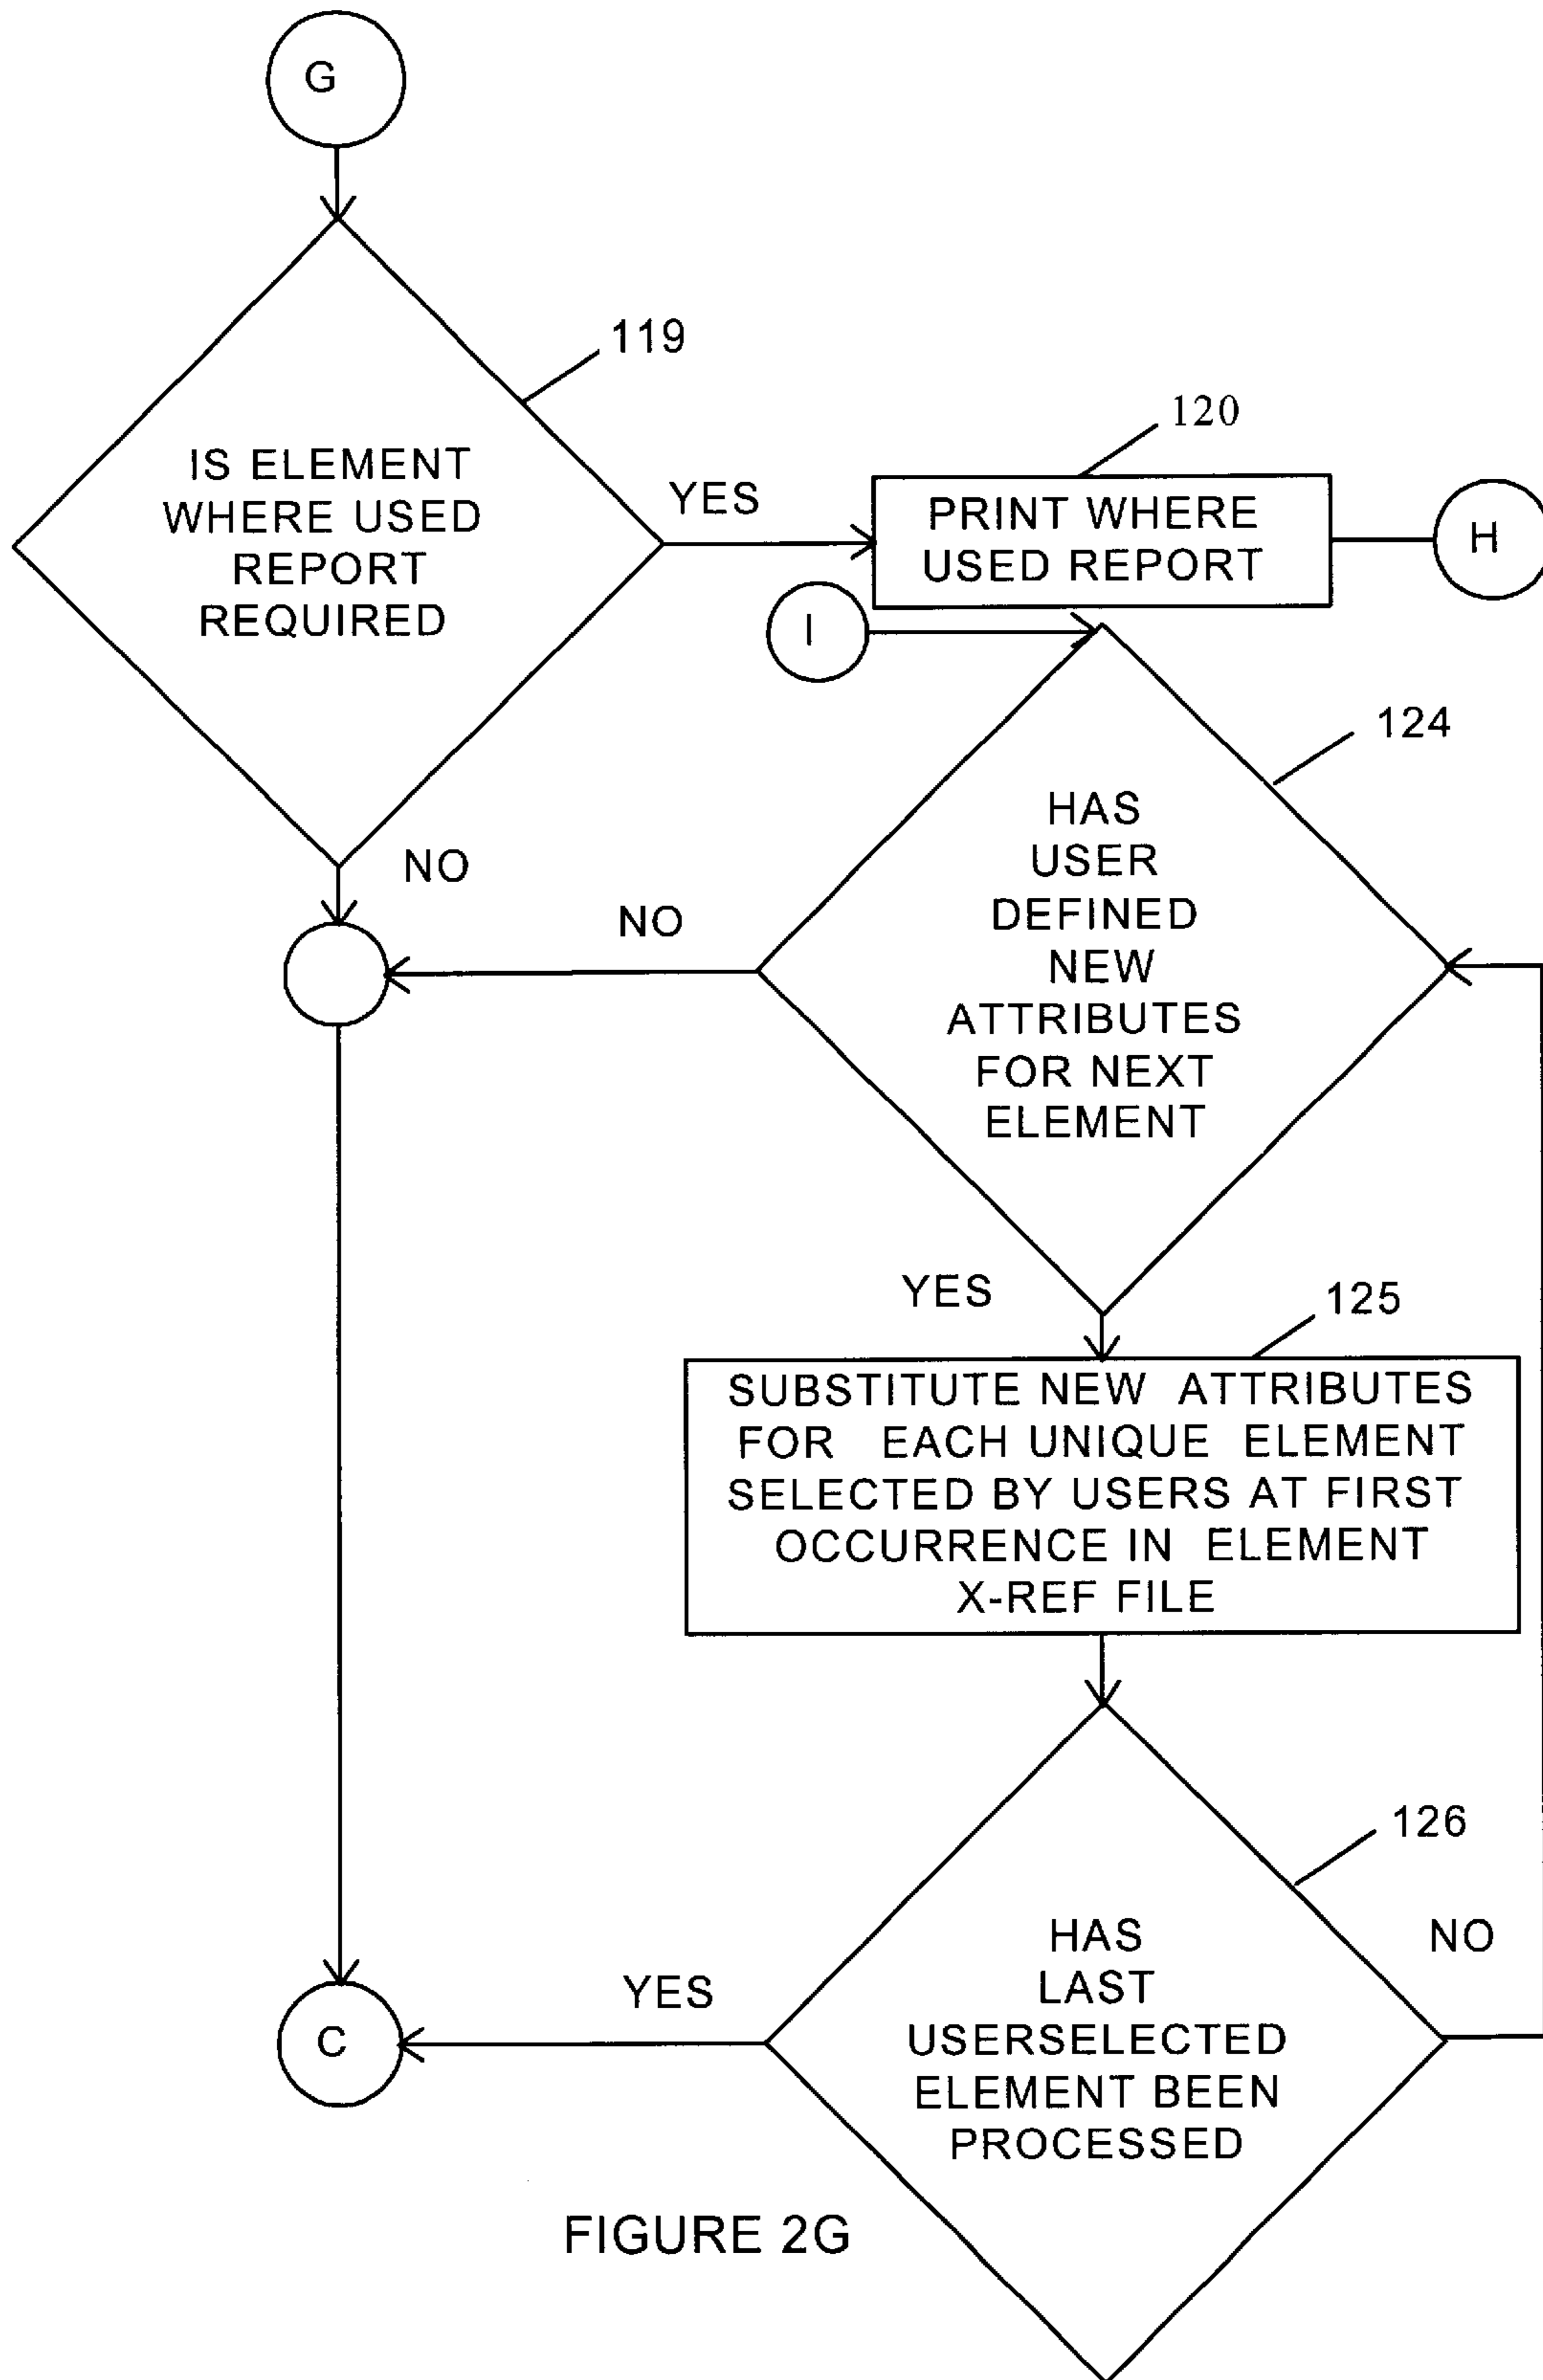 G
119
IS ELEMENT
WHERE USED
REPORT
REQUIRED
YES
120
PRINT WHERE
USED REPORT
H
I
NO
124
HAS
USER
DEFINED
NEW
ATTRIBUTES
FOR NEXT
ELEMENT
NO
YES
125
SUBSTITUTE NEW ATTRIBUTES
FOR EACH UNIQUE ELEMENT
SELECTED BY USERS AT FIRST
OCCURRENCE IN ELEMENT
X-REF FILE
126
HAS
LAST
USERSELECTED
ELEMENT BEEN
PROCESSED
NO
YES
C
FIGURE 2G